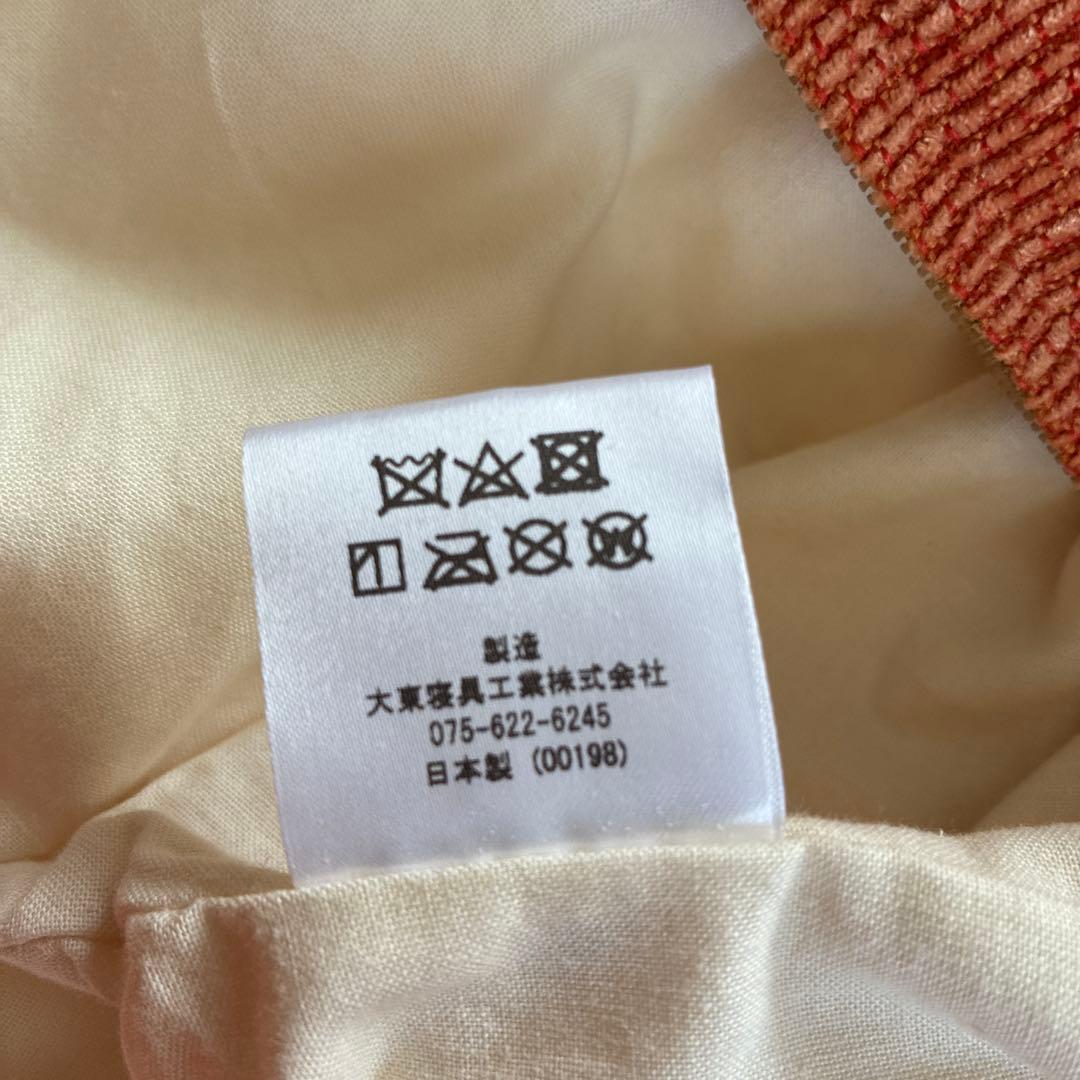 製造
大東寝具工業株式会社
075-622-6245
日本製 (00198)